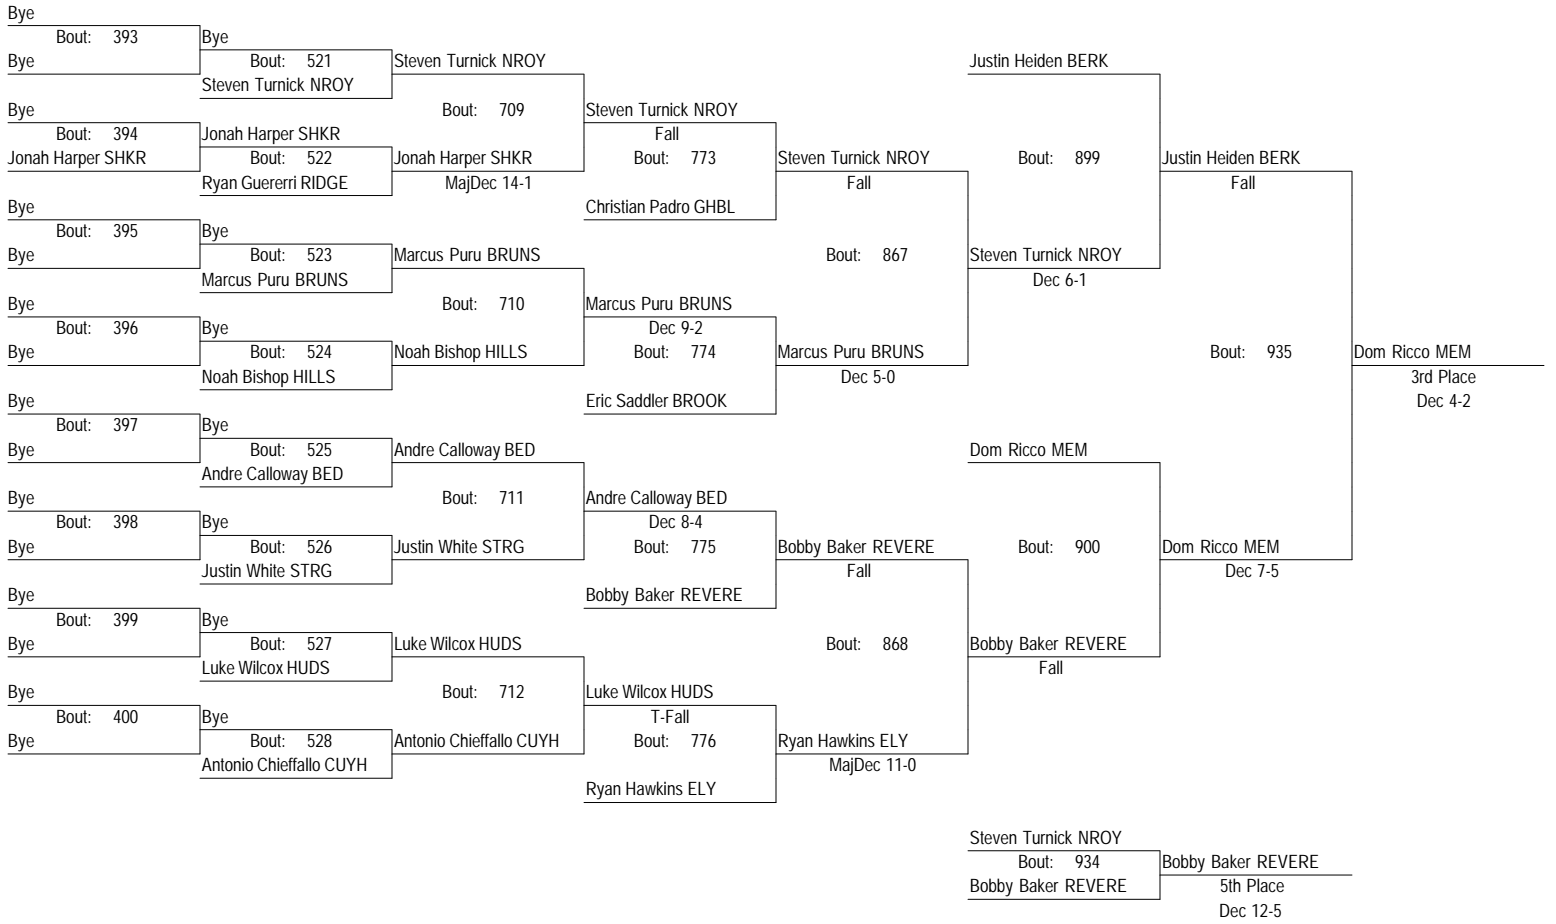 Bye
Bout: 393
Bye
Bye
Bout: 521
Steven Turnick NROY
Steven Turnick NROY
Bye
Bout: 394
Jonah Harper SHKR
Jonah Harper SHKR
Bout: 522
Ryan Guererri RIDGE
Jonah Harper SHKR
MajDec 14-1
Bout: 709
Steven Turnick NROY
Fall
Bout: 773
Christian Padro GHBL
Steven Turnick NROY
Fall
Bye
Bout: 395
Bye
Bye
Bout: 523
Marcus Puru BRUNS
Marcus Puru BRUNS
Bye
Bout: 396
Bye
Bye
Bout: 524
Noah Bishop HILLS
Noah Bishop HILLS
Bout: 710
Marcus Puru BRUNS
Dec 9-2
Bout: 774
Eric Saddler BROOK
Marcus Puru BRUNS
Dec 5-0
Bout: 867
Steven Turnick NROY
Dec 6-1
Justin Heiden BERK
Bout: 899
Justin Heiden BERK
Fall
Bye
Bout: 397
Bye
Bye
Bout: 525
Andre Calloway BED
Andre Calloway BED
Bye
Bout: 398
Bye
Bye
Bout: 526
Justin White STRG
Justin White STRG
Bout: 711
Andre Calloway BED
Dec 8-4
Bout: 775
Bobby Baker REVERE
Bobby Baker REVERE
Fall
Bye
Bout: 399
Bye
Bye
Bout: 527
Luke Wilcox HUDS
Luke Wilcox HUDS
Bye
Bout: 400
Bye
Bye
Bout: 528
Antonio Chieffallo CUYH
Antonio Chieffallo CUYH
Bout: 712
Luke Wilcox HUDS
T-Fall
Bout: 776
Ryan Hawkins ELY
Ryan Hawkins ELY
MajDec 11-0
Bout: 868
Bobby Baker REVERE
Fall
Dom Ricco MEM
Bout: 900
Dom Ricco MEM
Dec 7-5
Bout: 935
Dom Ricco MEM
3rd Place
Dec 4-2
Steven Turnick NROY
Bout: 934
Bobby Baker REVERE
Bobby Baker REVERE
5th Place
Dec 12-5